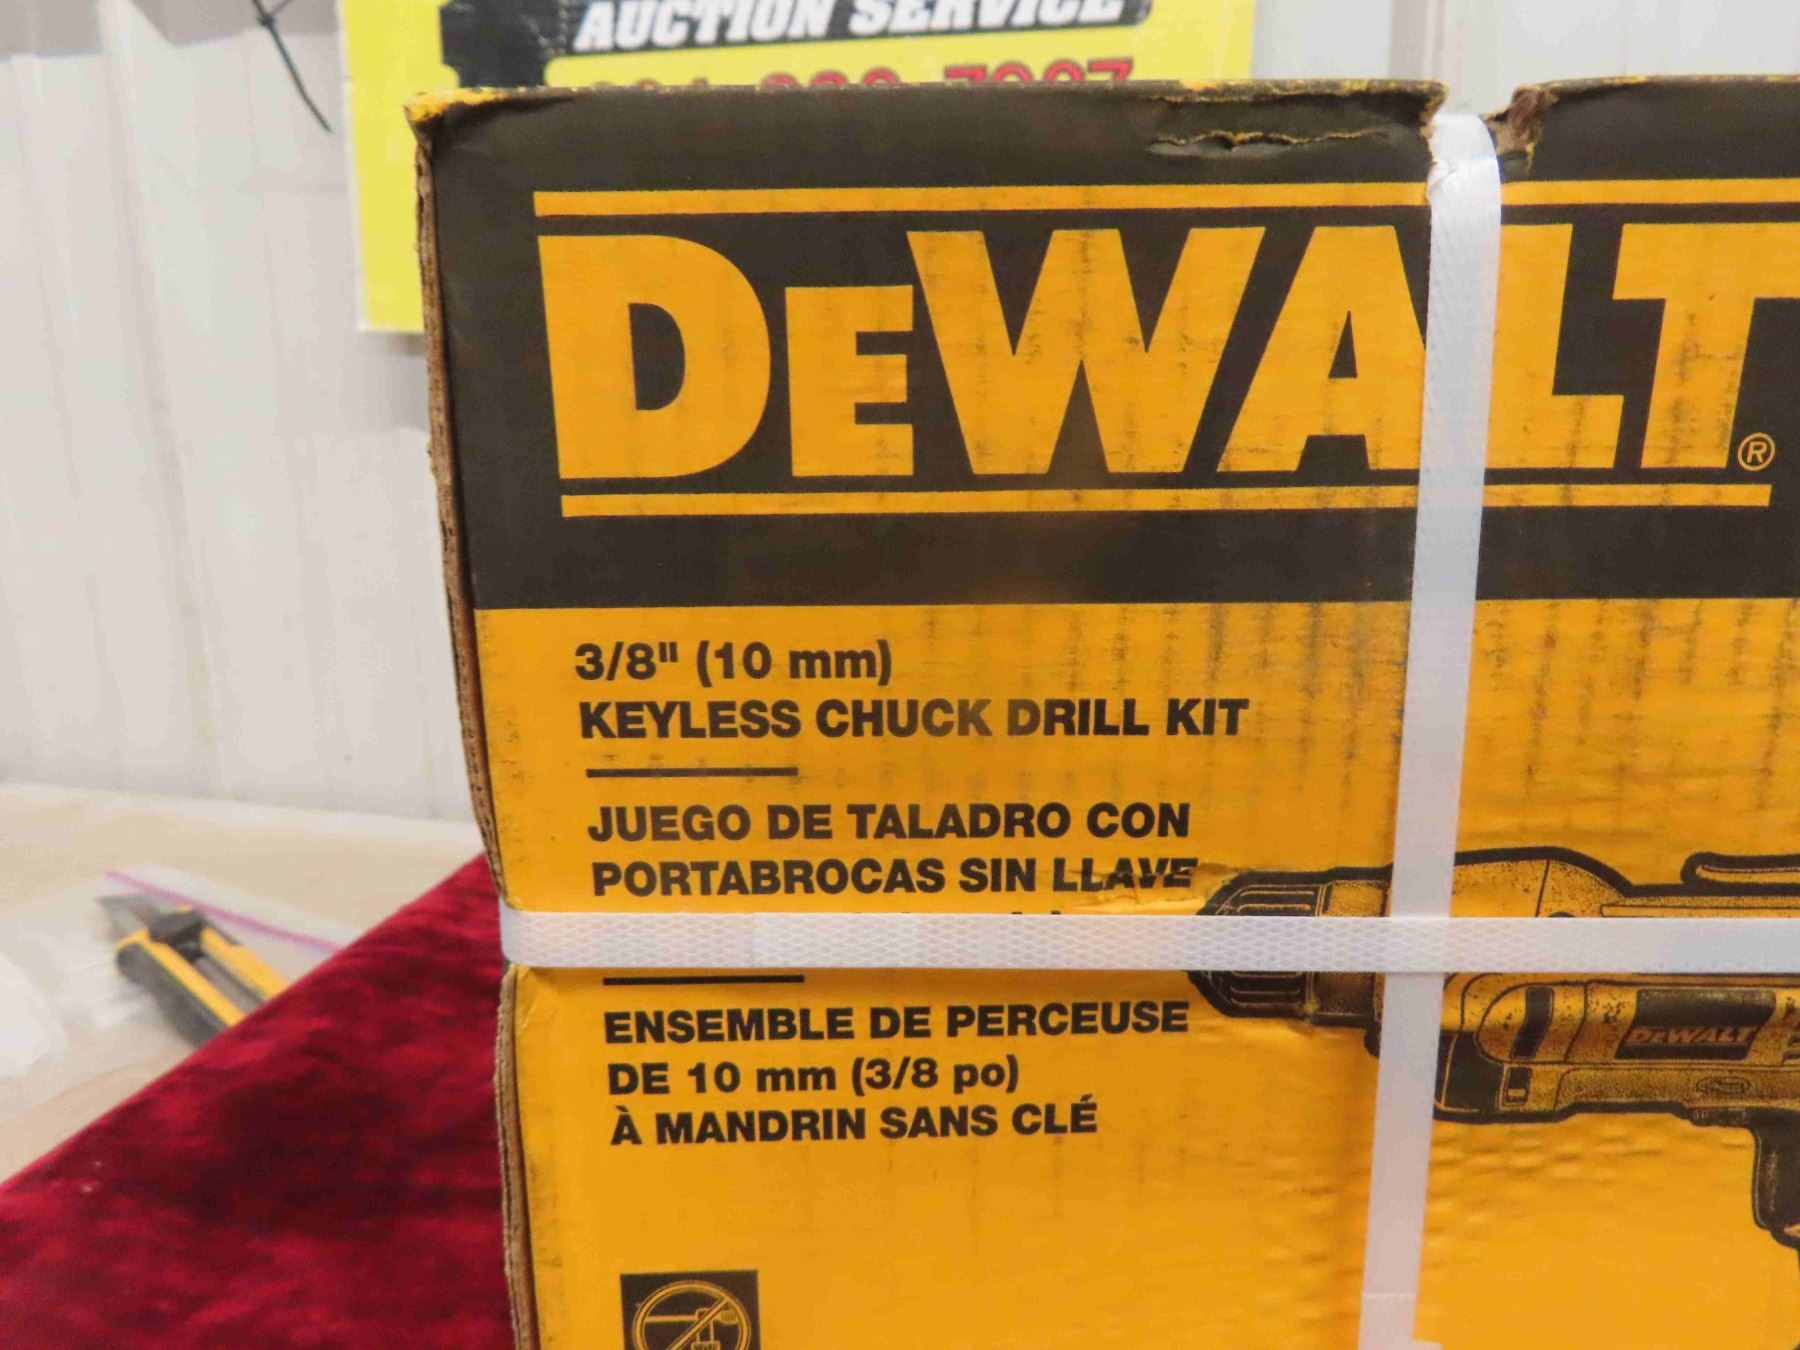 AUCTION SERVICE
DEWALT®
3/8" (10 mm)
KEYLESS CHUCK DRILL KIT
JUEGO DE TALADRO CON
PORTABROCAS SIN LLAVE
ENSEMBLE DE PERCEUSE
DE 10 mm (3/8 po)
À MANDRIN SANS CLÉ
DEWALT